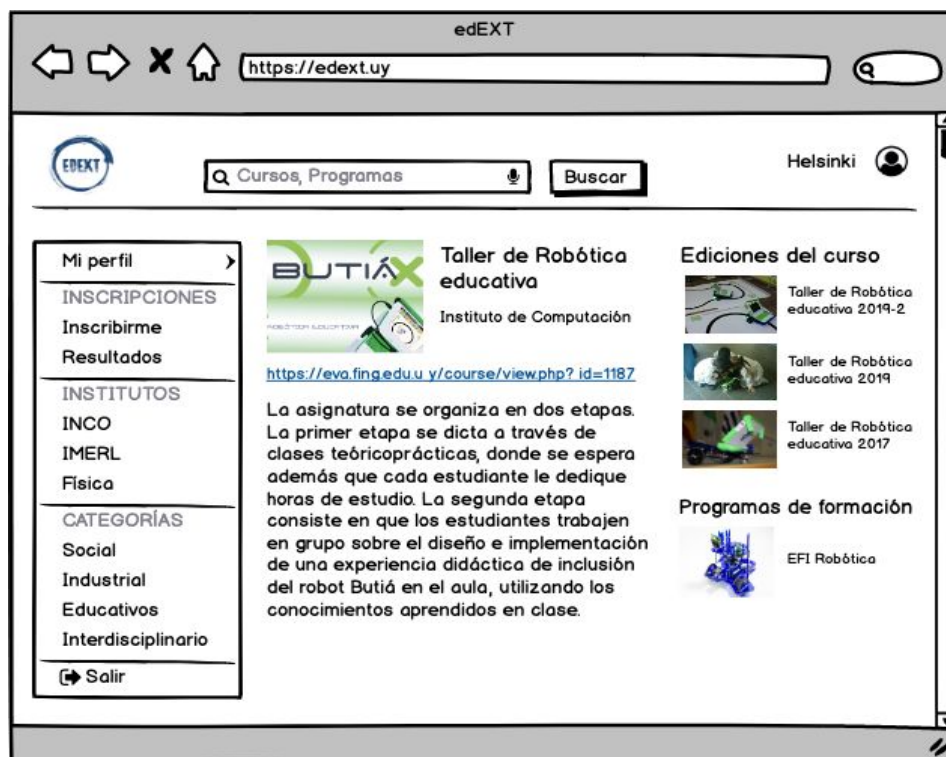 edEXT
https://edext.uy
EDEXT
Cursos, Programas
Buscar
Helsinki
Mi perfil
INSCRIPCIONES
Inscribirme
Resultados
INSTITUTOS
INCO
IMERL
Física
CATEGORÍAS
Social
Industrial
Educativos
Interdisciplinario
Salir
BUTIÁ X
ROBÓTICA EDUCATIVA
Taller de Robótica
educativa
Instituto de Computación
https://eva.fing.edu.u y/course/view.php? id=1187
La asignatura se organiza en dos etapas.
La primer etapa se dicta a través de
clases teóricoprácticas, donde se espera
además que cada estudiante le dedique
horas de estudio. La segunda etapa
consiste en que los estudiantes trabajen
en grupo sobre el diseño e implementación
de una experiencia didáctica de inclusión
del robot Butiá en el aula, utilizando los
conocimientos aprendidos en clase.
Ediciones del curso
Taller de Robótica
educativa 2019-2
Taller de Robótica
educativa 2019
Taller de Robótica
educativa 2017
Programas de formación
EFI Robótica